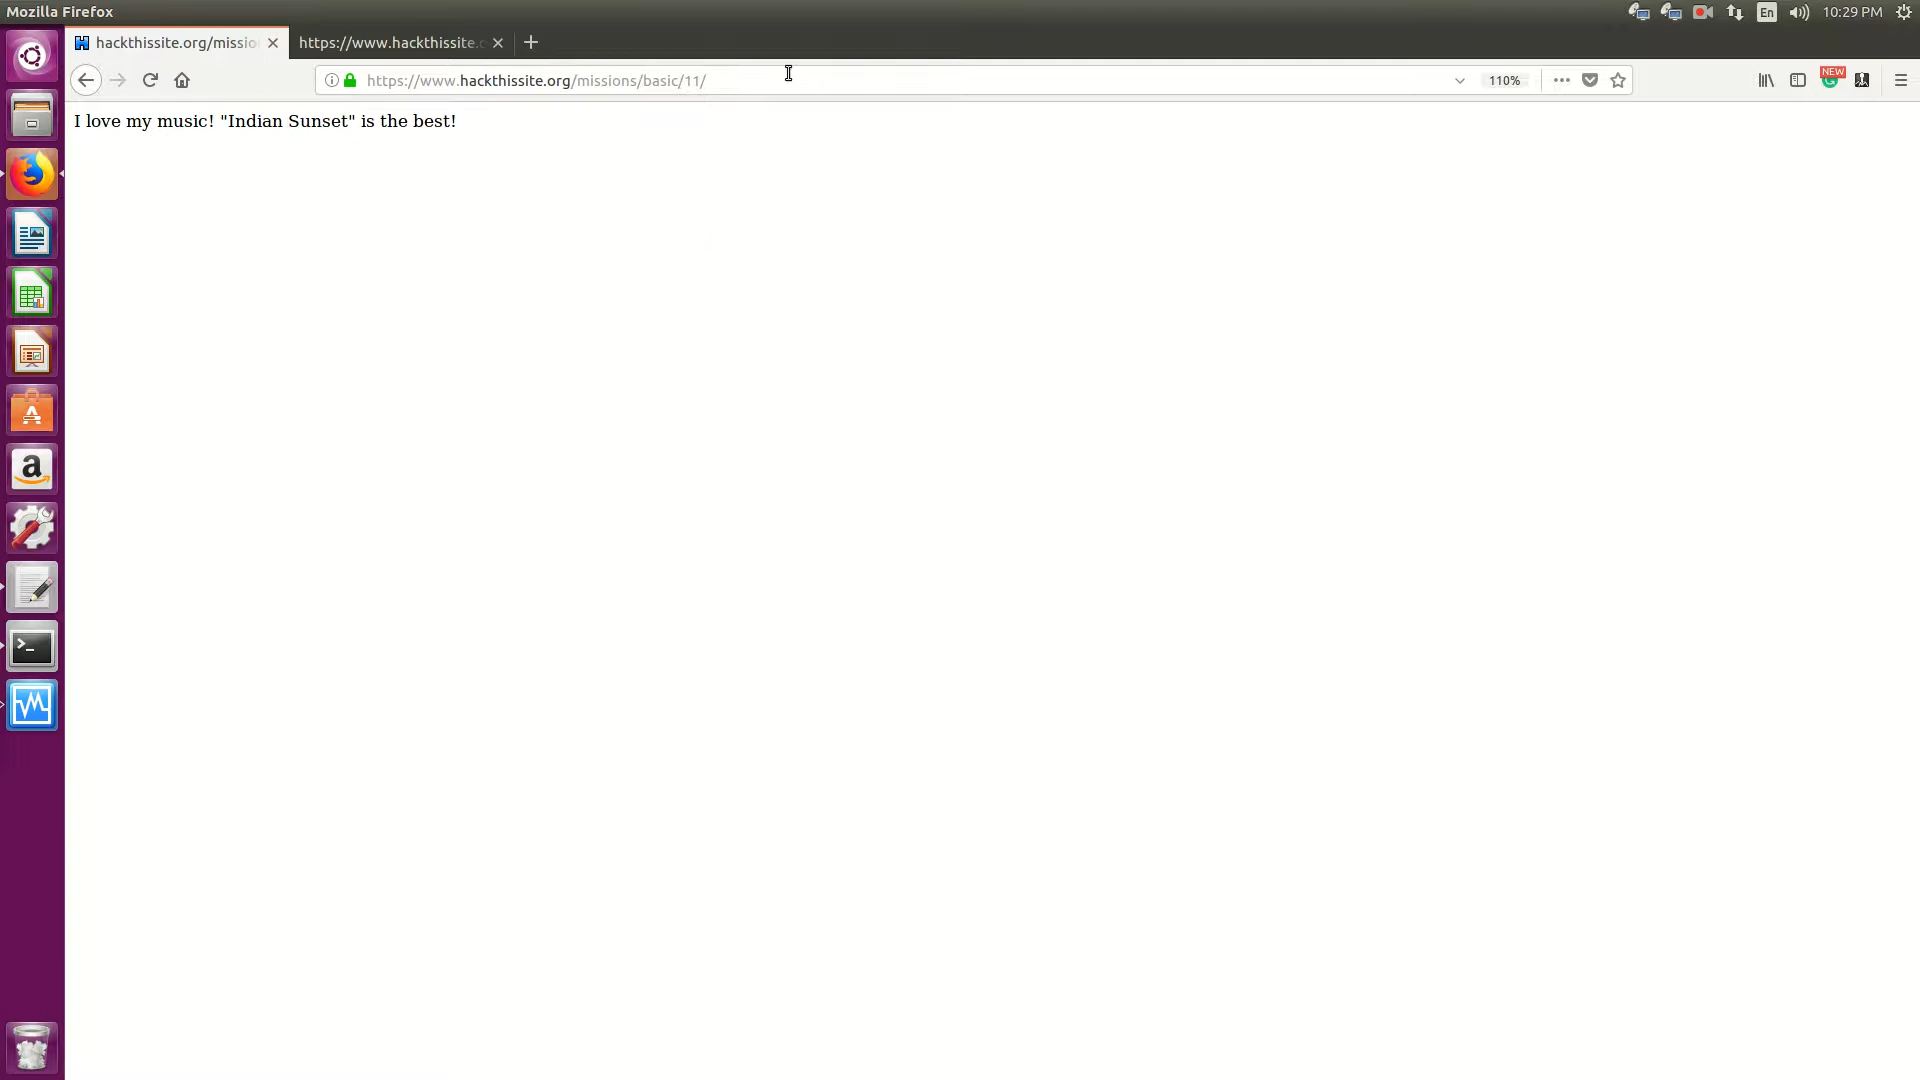 Mozilla Firefox
En
10:29 PM
hackthissite.org/missio
https://www.hackthissite.
https://www.hackthissite.org/missions/basic/11/
110%
NEW
I love my music! "Indian Sunset" is the best!